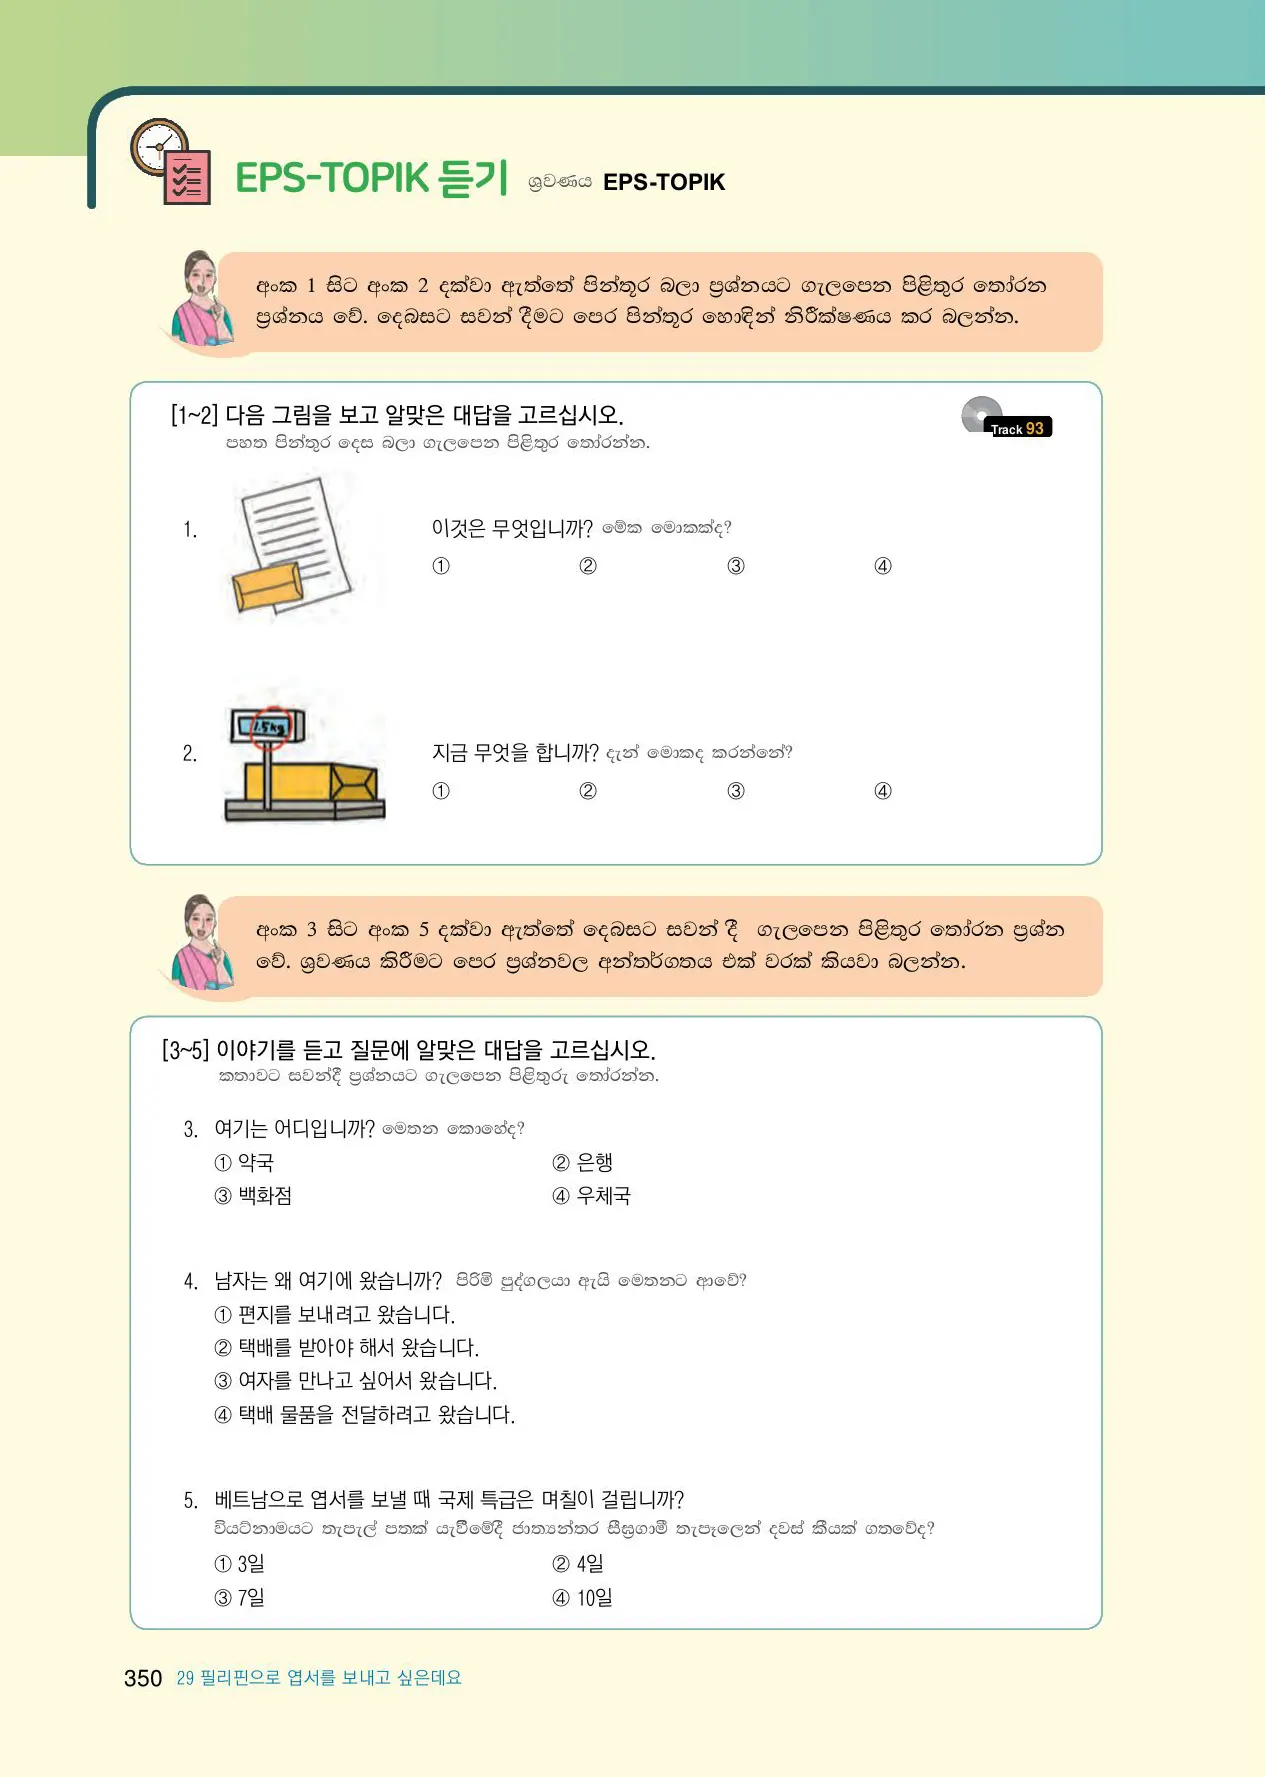 EPS-TOPIK 듣기 ශ්‍රවණය EPS-TOPIK
අංක 1 සිට අංක 2 දක්වා ඇත්තේ පින්තූර බලා ප්‍රශ්නයට ගැලපෙන පිළිතුර තෝරන
ප්‍රශ්නය වේ. දෙබසට සවන් දීමට පෙර පින්තූර හොඳින් නිරීක්ෂණය කර බලන්න.
[1~2] 다음 그림을 보고 알맞은 대답을 고르십시오.
Track 93
පහත පින්තූර දෙස බලා ගැලපෙන පිළිතුර තෝරන්න.
1. 이것은 무엇입니까? මේක මොකක්ද?
① ② ③ ④
1.5kg
2. 지금 무엇을 합니까? දැන් මොකද කරන්නේ?
① ② ③ ④
අංක 3 සිට අංක 5 දක්වා ඇත්තේ දෙබසට සවන් දී ගැලපෙන පිළිතුර තෝරන ප්‍රශ්න
වේ. ශ්‍රවණය කිරීමට පෙර ප්‍රශ්නවල අන්තර්ගතය එක් වරක් කියවා බලන්න.
[3~5] 이야기를 듣고 질문에 알맞은 대답을 고르십시오.
කතාවට සවන්දී ප්‍රශ්නයට ගැලපෙන පිළිතුරු තෝරන්න.
3. 여기는 어디입니까? මෙතන කොහේද?
① 약국 ② 은행
③ 백화점 ④ 우체국
4. 남자는 왜 여기에 왔습니까? පිරිමි පුද්ගලයා ඇයි මෙතනට ආවේ?
① 편지를 보내려고 왔습니다.
② 택배를 받아야 해서 왔습니다.
③ 여자를 만나고 싶어서 왔습니다.
④ 택배 물품을 전달하려고 왔습니다.
5. 베트남으로 엽서를 보낼 때 국제 특급은 며칠이 걸립니까?
වියට්නාමයට තැපැල් පතක් යැවීමේදී ජාත්‍යන්තර සීඝ්‍රගාමී තැපෑලෙන් දවස් කීයක් ගතවේද?
① 3일 ② 4일
③ 7일 ④ 10일
350 29 필리핀으로 엽서를 보내고 싶은데요